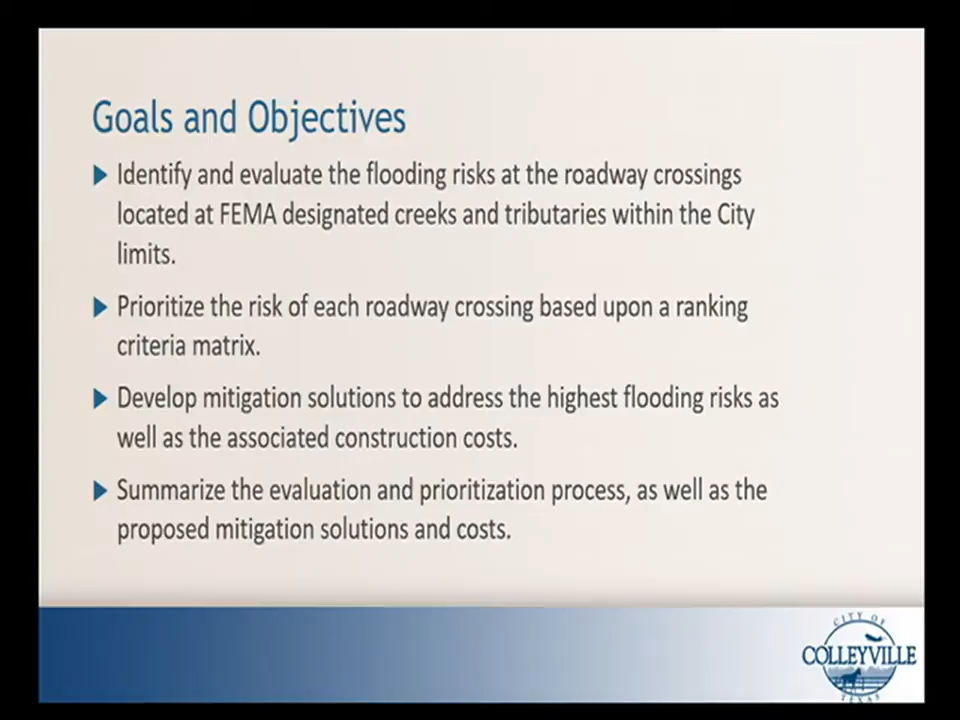 Goals and Objectives
Identify and evaluate the flooding risks at the roadway crossings
located at FEMA designated creeks and tributaries within the City
limits.
Prioritize the risk of each roadway crossing based upon a ranking
criteria matrix.
Develop mitigation solutions to address the highest flooding risks as
well as the associated construction costs.
Summarize the evaluation and prioritization process, as well as the
proposed mitigation solutions and costs.
CITY OF
COLLEYVILLE
TEXAS